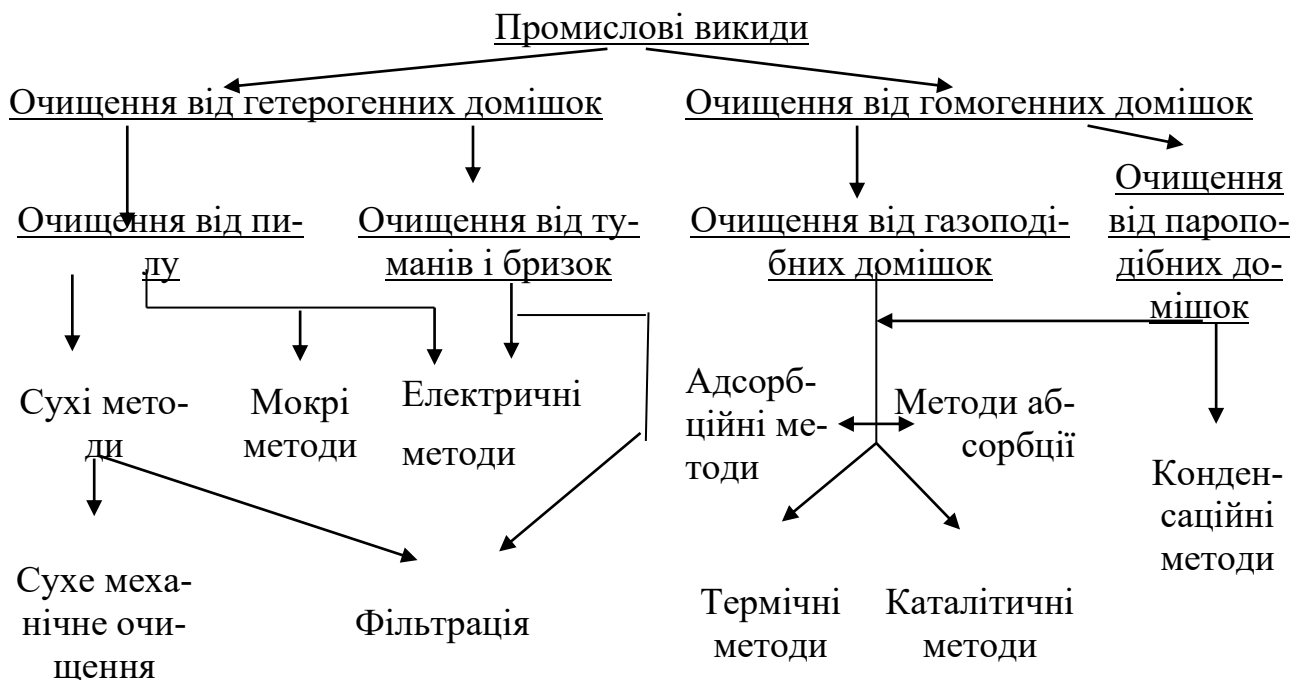 Промислові викиди
Очищення від гетерогенних домішок
Очищення від гомогенних домішок
Очищення від пи-
лу
Очищення від ту-
манів і бризок
Очищення від газоподі-
бних домішок
Очищення
від паропо-
дібних до-
мішок
Сухі мето-
ди
Мокрі
методи
Електричні
методи
Адсорб-
ційні ме-
тоди
Методи аб-
сорбції
Конден-
саційні
методи
Сухе меха-
нічне очи-
щення
Фільтрація
Термічні
методи
Каталітичні
методи